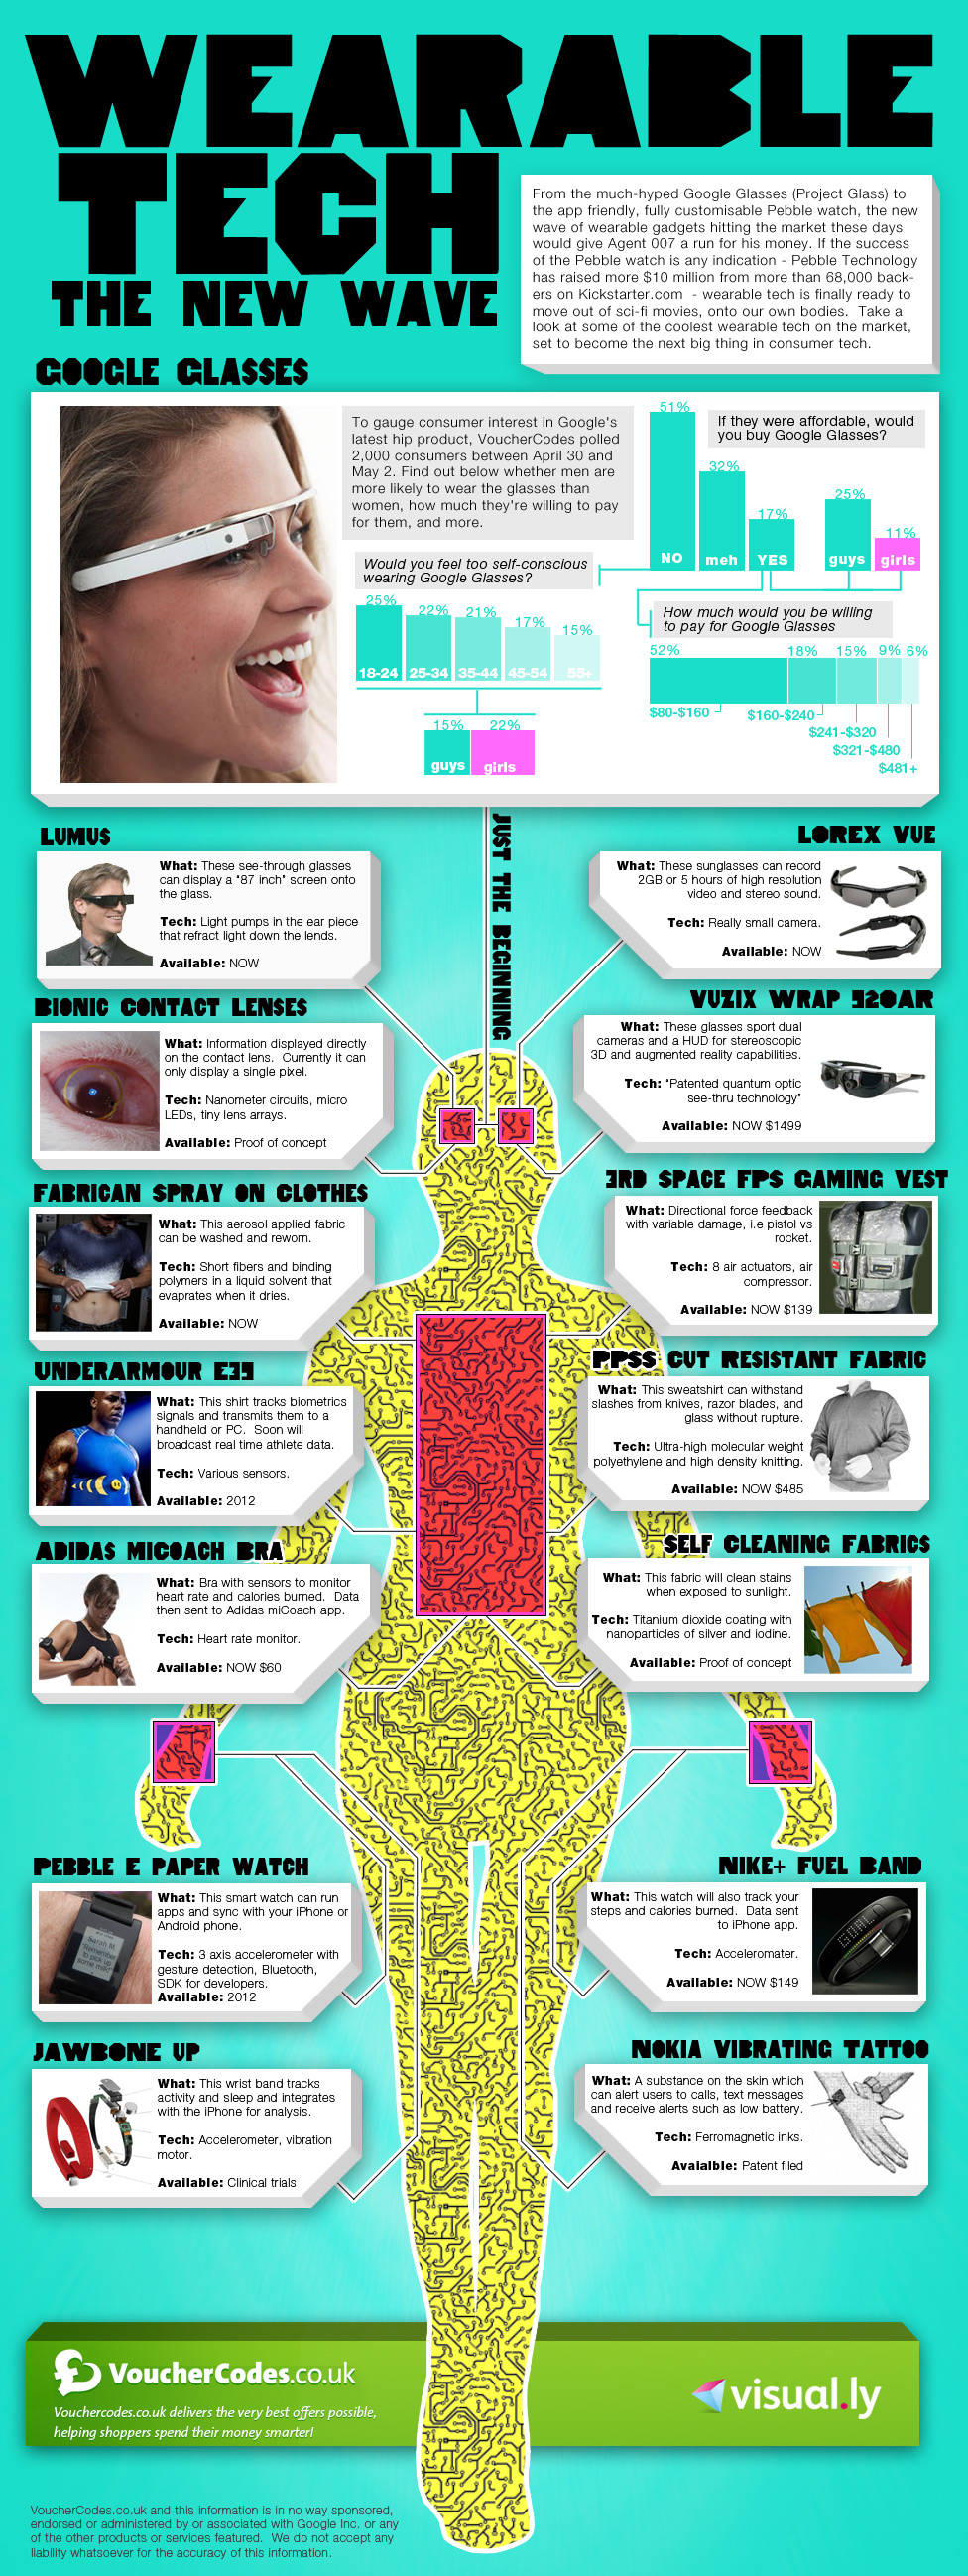 WEARABLE
TECH
THE NEW WAVE
From the much-hyped Google Glasses (Project Glass) to
the app friendly, fully customisable Pebble watch, the new
wave of wearable gadgets hitting the market these days
would give Agent 007 a run for his money. If the success
of the Pebble watch is any indication - Pebble Technology
has raised more $10 million from more than 68,000 back-
ers on Kickstarter.com - wearable tech is finally ready to
move out of sci-fi movies, onto our own bodies. Take a
look at some of the coolest wearable tech on the market,
set to become the next big thing in consumer tech.
GOOGLE GLASSES
To gauge consumer interest in Google's
latest hip product, VoucherCodes polled
2,000 consumers between April 30 and
May 2. Find out below whether men are
more likely to wear the glasses than
women, how much they're willing to pay
for them, and more.
If they were affordable, would
you buy Google Glasses?
51%
32%
17%
25%
11%
NO
meh
YES
guys
girls
Would you feel too self-conscious
wearing Google Glasses?
25%
22%
21%
17%
15%
18-24
25-34
35-44
45-54
55+
15%
22%
guys
girls
How much would you be willing
to pay for Google Glasses
52%
18%
15%
9%
6%
$80-$160
$160-$240
$241-$320
$321-$480
$481+
JUST THE BEGINNING
LUMUS
What: These see-through glasses
can display a "87 inch" screen onto
the glass.
Tech: Light pumps in the ear piece
that refract light down the lends.
Available: NOW
LOREX VUE
What: These sunglasses can record
2GB or 5 hours of high resolution
video and stereo sound.
Tech: Really small camera.
Available: NOW
BIONIC CONTACT LENSES
What: Information displayed directly
on the contact lens. Currently it can
only display a single pixel.
Tech: Nanometer circuits, micro
LEDs, tiny lens arrays.
Available: Proof of concept
VUZIX WRAP 920AR
What: These glasses sport dual
cameras and a HUD for stereoscopic
3D and augmented reality capabilities.
Tech: "Patented quantum optic
see-thru technology"
Available: NOW $1499
FABRICAN SPRAY ON CLOTHES
What: This aerosol applied fabric
can be washed and reworn.
Tech: Short fibers and binding
polymers in a liquid solvent that
evaprates when it dries.
Available: NOW
3RD SPACE FPS GAMING VEST
What: Directional force feedback
with variable damage, i.e pistol vs
rocket.
Tech: 8 air actuators, air
compressor.
Available: NOW $139
UNDERARMOUR E39
What: This shirt tracks biometrics
signals and transmits them to a
handheld or PC. Soon will
broadcast real time athlete data.
Tech: Various sensors.
Available: 2012
PPSS CUT RESISTANT FABRIC
What: This sweatshirt can withstand
slashes from knives, razor blades, and
glass without rupture.
Tech: Ultra-high molecular weight
polyethylene and high density knitting.
Available: NOW $485
ADIDAS MICOACH BRA
What: Bra with sensors to monitor
heart rate and calories burned. Data
then sent to Adidas miCoach app.
Tech: Heart rate monitor.
Available: NOW $60
SELF CLEANING FABRICS
What: This fabric will clean stains
when exposed to sunlight.
Tech: Titanium dioxide coating with
nanoparticles of silver and iodine.
Available: Proof of concept
PEBBLE E PAPER WATCH
Sarah M
Remember
to pick up
some milk
What: This smart watch can run
apps and sync with your iPhone or
Android phone.
Tech: 3 axis accelerometer with
gesture detection, Bluetooth,
SDK for developers.
Available: 2012
NIKE+ FUEL BAND
What: This watch will also track your
steps and calories burned. Data sent
to iPhone app.
Tech: Acceleromater.
Available: NOW $149
JAWBONE UP
What: This wrist band tracks
activity and sleep and integrates
with the iPhone for analysis.
Tech: Accelerometer, vibration
motor.
Available: Clinical trials
NOKIA VIBRATING TATTOO
What: A substance on the skin which
can alert users to calls, text messages
and receive alerts such as low battery.
Tech: Ferromagnetic inks.
Avaialble: Patent filed
VoucherCodes.co.uk
Vouchercodes.co.uk delivers the very best offers possible,
helping shoppers spend their money smarter!
visual.ly
VoucherCodes.co.uk and this information is in no way sponsored,
endorsed or administered by or associated with Google Inc. or any
of the other products or services featured. We do not accept any
liability whatsoever for the accuracy of this information.